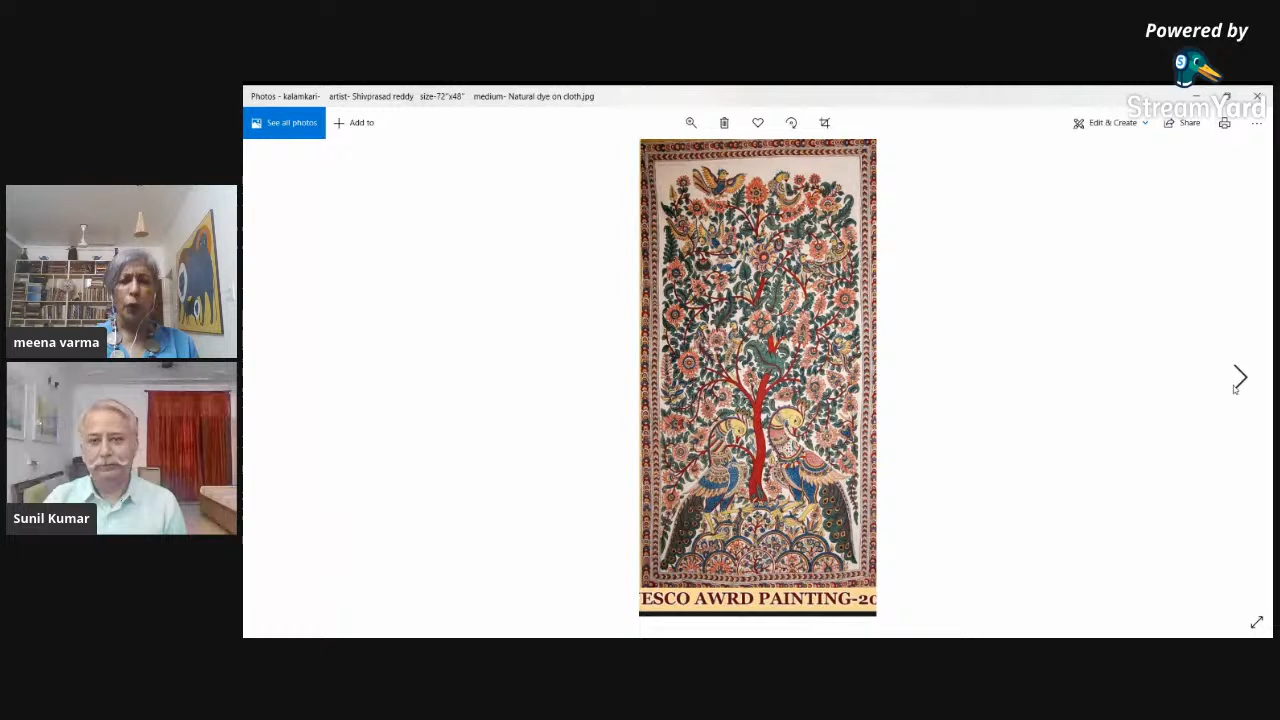 Powered by
S
StreamYard
Photos - kalamkari- artist- Shivprasad reddy size-72"x48" medium- Natural dye on cloth.jpg
See all photos
Add to
Edit & Create
Share
meena varma
Sunil Kumar
ESCO AWRD PAINTING-20